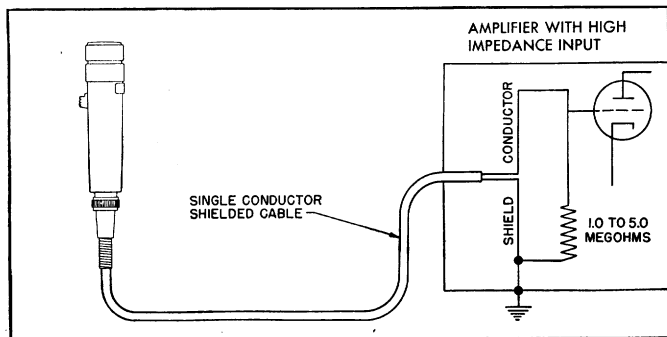 AMPLIFIER WITH HIGH
IMPEDANCE INPUT
CONDUCTOR
SINGLE CONDUCTOR
SHIELDED CABLE
SHIELD
1.0 TO 5.0
MEGOHMS